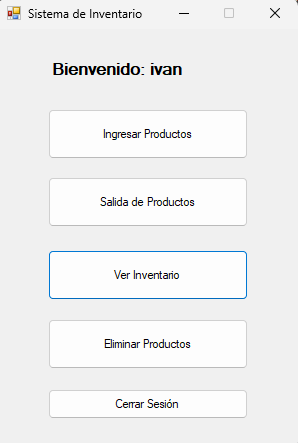 Sistema de Inventario
Bienvenido: ivan
Ingresar Productos
Salida de Productos
Ver Inventario
Eliminar Productos
Cerrar Sesión